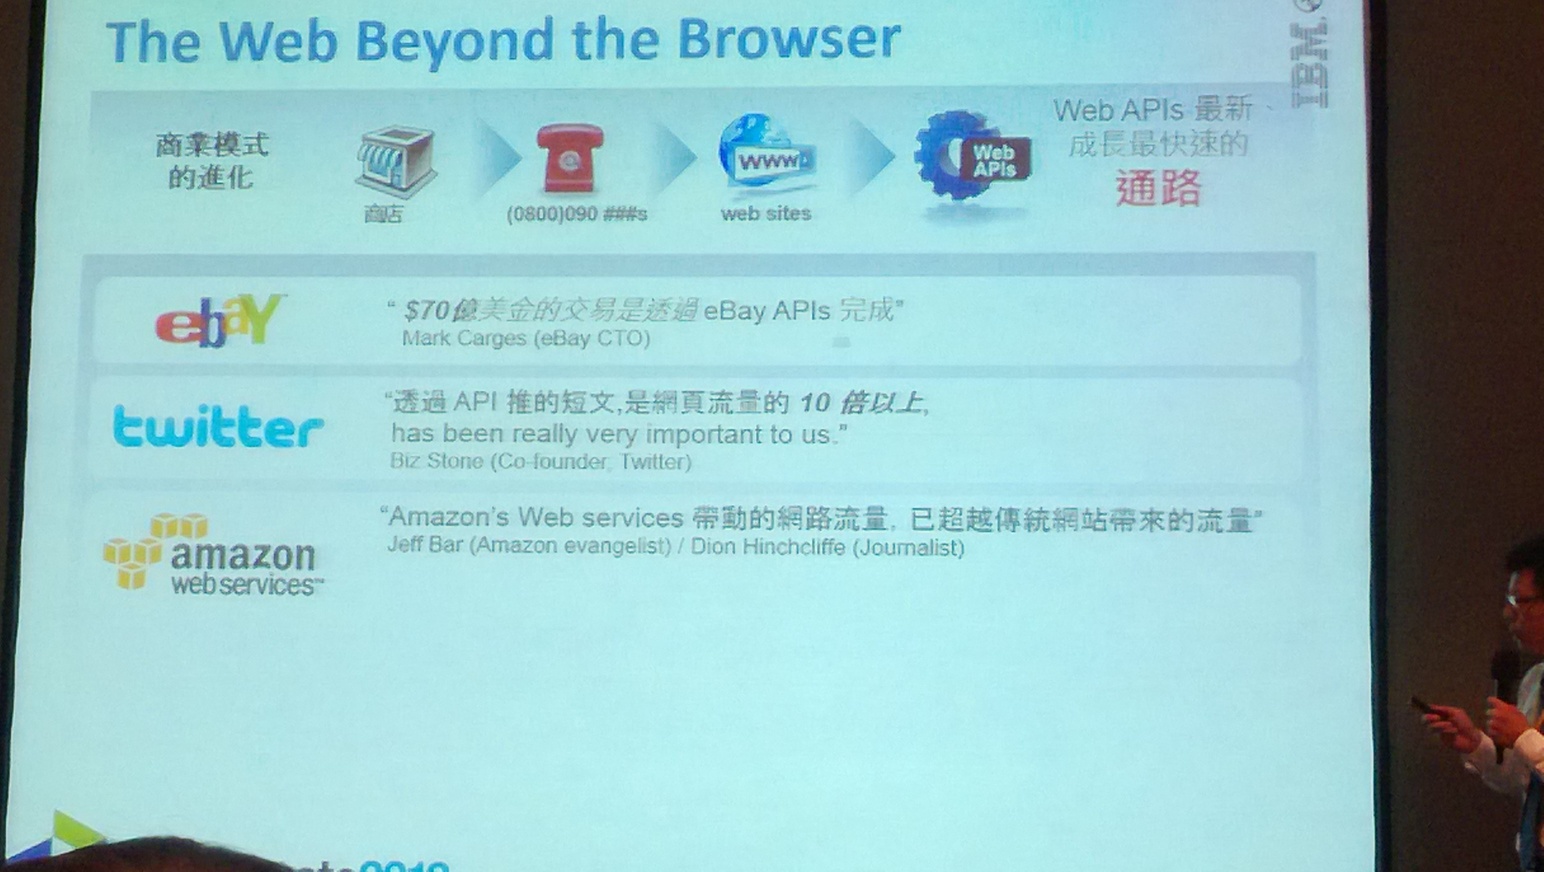 The Web Beyond the Browser
IBM.
商業模式
的進化
商店
(0800)090 ###s
www
web sites
Web
APIs
Web APIs 最新、
成長最快速的
通路
ebaY
“ $70億美金的交易是透過 eBay APIs 完成”
Mark Carges (eBay CTO)
twitter
“透過 API 推的短文,是網頁流量的 10 倍以上,
has been really very important to us.”
Biz Stone (Co-founder, Twitter)
amazon
webservices™
“Amazon’s Web services 帶動的網路流量, 已超越傳統網站帶來的流量”
Jeff Bar (Amazon evangelist) / Dion Hinchcliffe (Journalist)